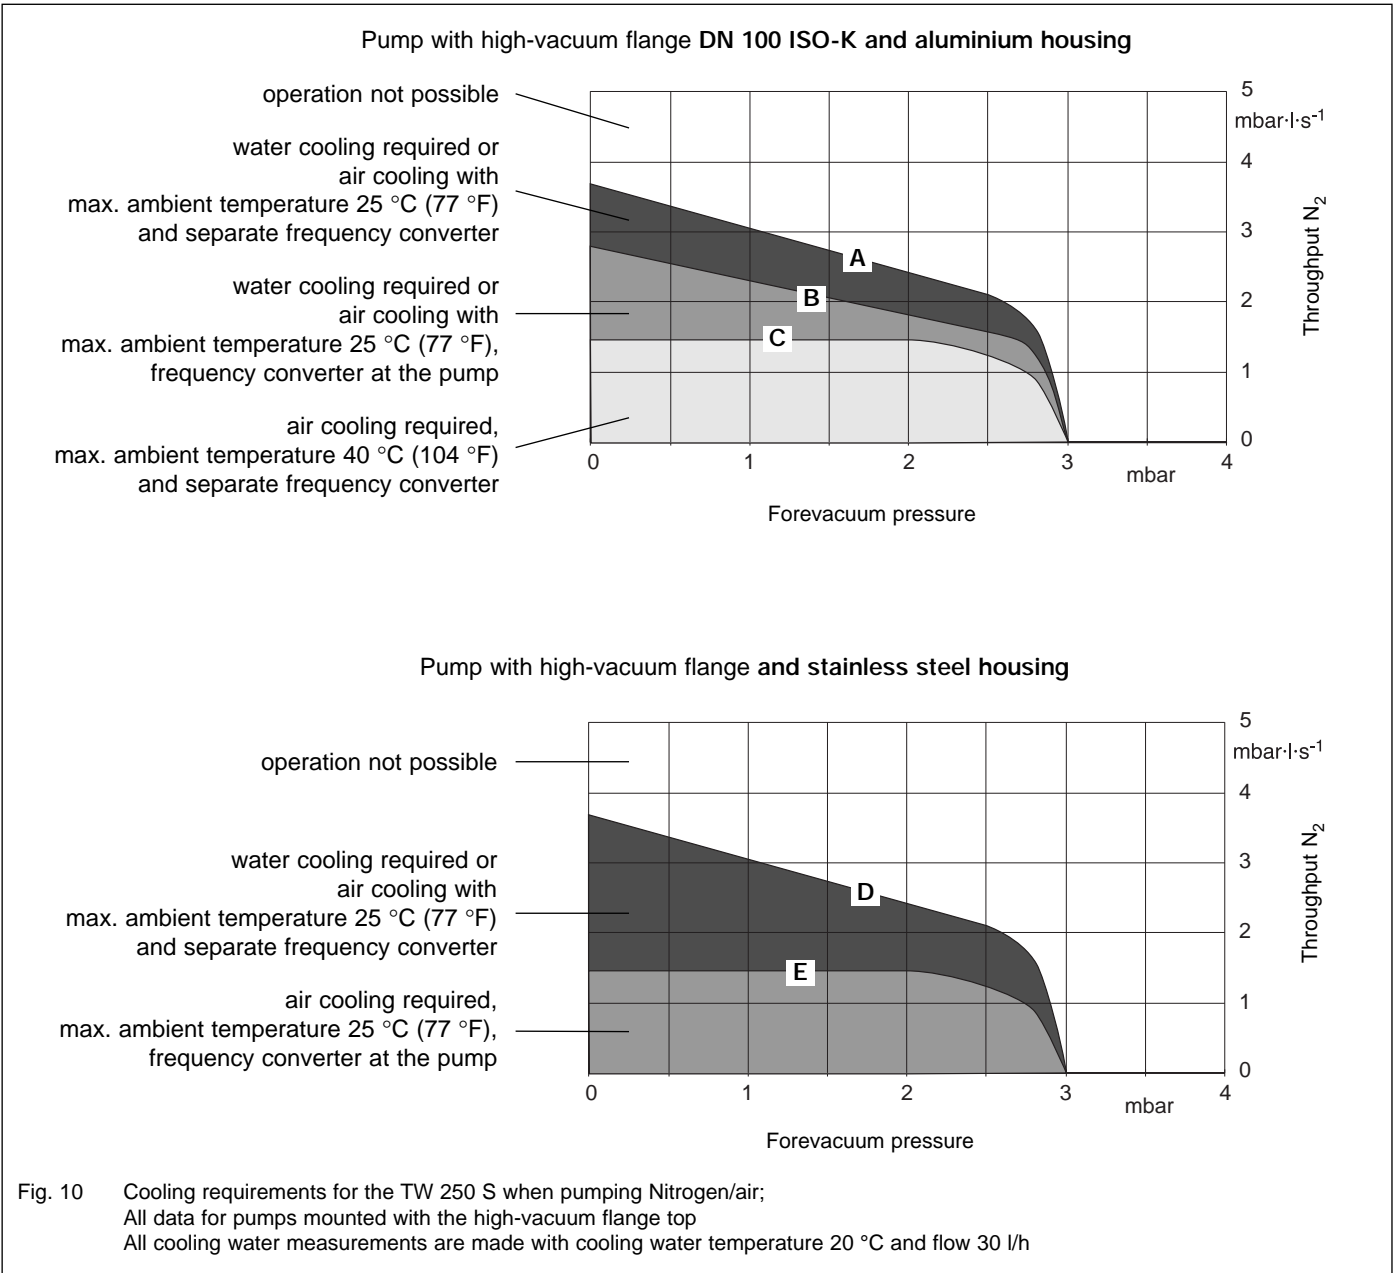 Pump with high-vacuum flange DN 100 ISO-K and aluminium housing
operation not possible
water cooling required or
air cooling with
max. ambient temperature 25 °C (77 °F)
and separate frequency converter
water cooling required or
air cooling with
max. ambient temperature 25 °C (77 °F),
frequency converter at the pump
air cooling required,
max. ambient temperature 40 °C (104 °F)
and separate frequency converter
A
B
C
5
mbar·l·s-1
4
3
2
1
0
Throughput N2
0 1 2 3 mbar 4
Forevacuum pressure
Pump with high-vacuum flange and stainless steel housing
operation not possible
water cooling required or
air cooling with
max. ambient temperature 25 °C (77 °F)
and separate frequency converter
air cooling required,
max. ambient temperature 25 °C (77 °F),
frequency converter at the pump
D
E
5
mbar·l·s-1
4
3
2
1
0
Throughput N2
0 1 2 3 mbar 4
Forevacuum pressure
Fig. 10 Cooling requirements for the TW 250 S when pumping Nitrogen/air;
All data for pumps mounted with the high-vacuum flange top
All cooling water measurements are made with cooling water temperature 20 °C and flow 30 l/h